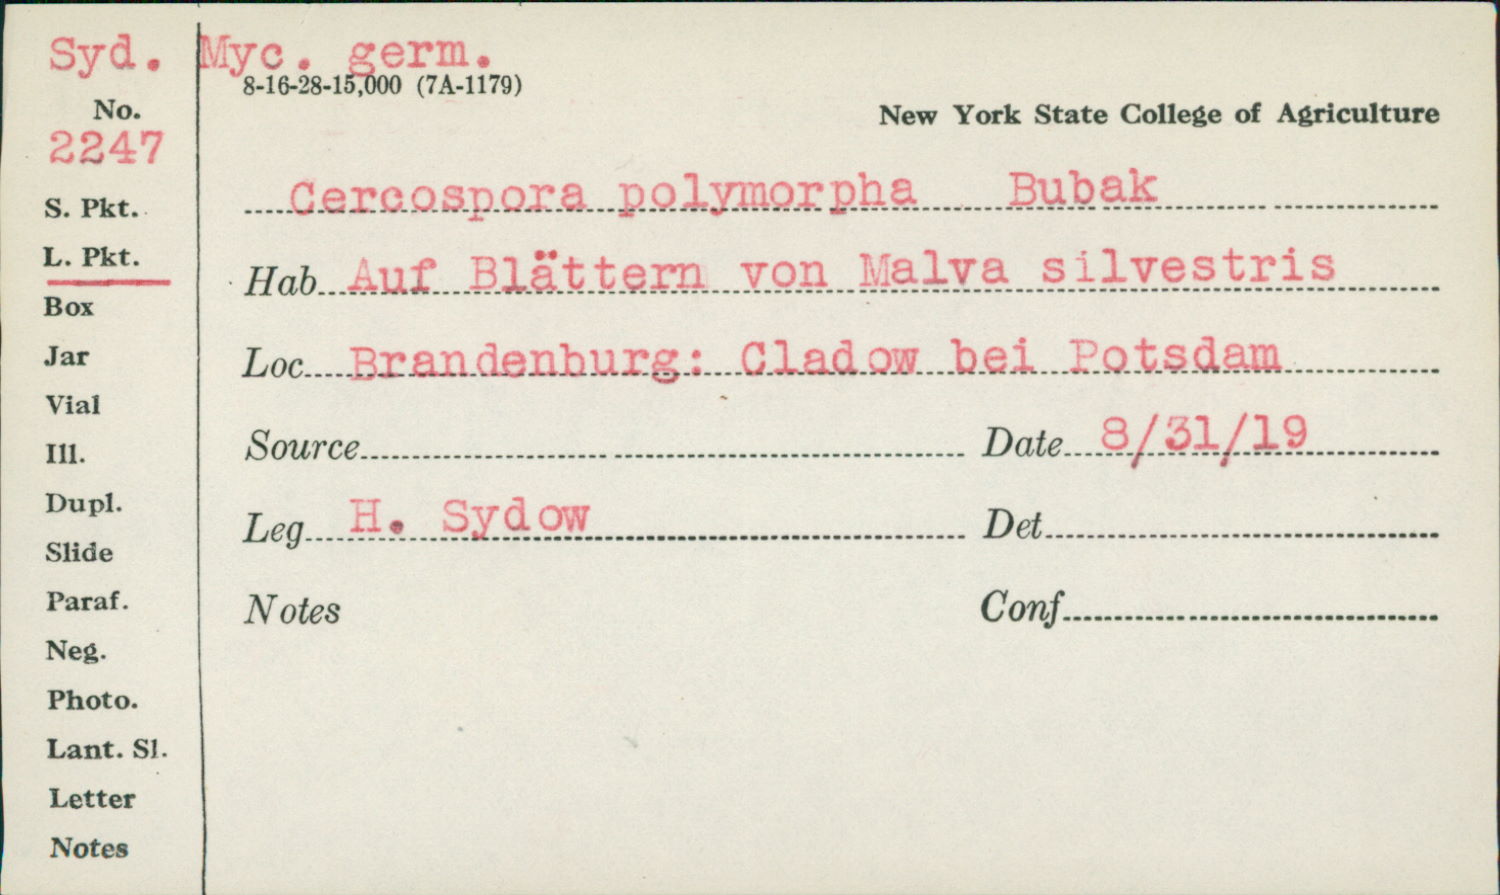 Syd. Myc. germ.
8-16-28-15,000 (7A-1179)
No.
2247
New York State College of Agriculture
Cercospora polymorpha Bubak
S. Pkt.
L. Pkt.
Hab. Auf Blättern von Malva silvestris
Box
Jar
Loc. Brandenburg: Cladow bei Potsdam
Vial
Ill.
Source Date 8/31/19
Dupl.
Leg. H. Sydow Det.
Slide
Paraf.
Notes Conf.
Neg.
Photo.
Lant. Sl.
Letter
Notes